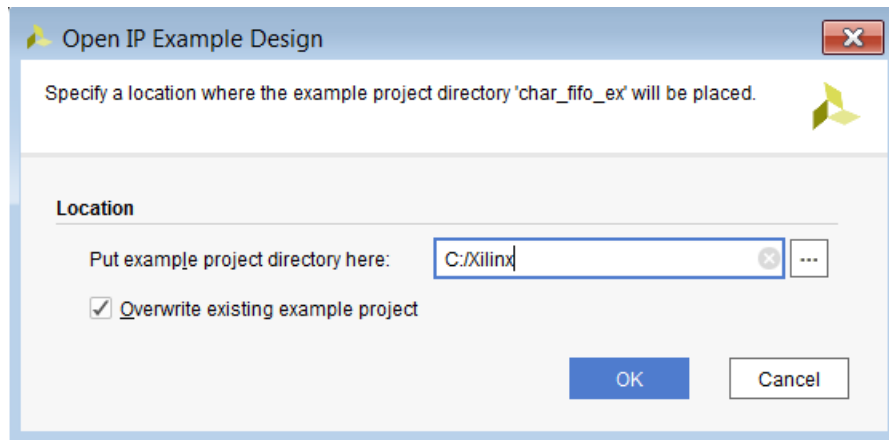 Open IP Example Design
Specify a location where the example project directory 'char_fifo_ex' will be placed.
Location
Put example project directory here: C:/Xilinx ...
Overwrite existing example project
OK Cancel